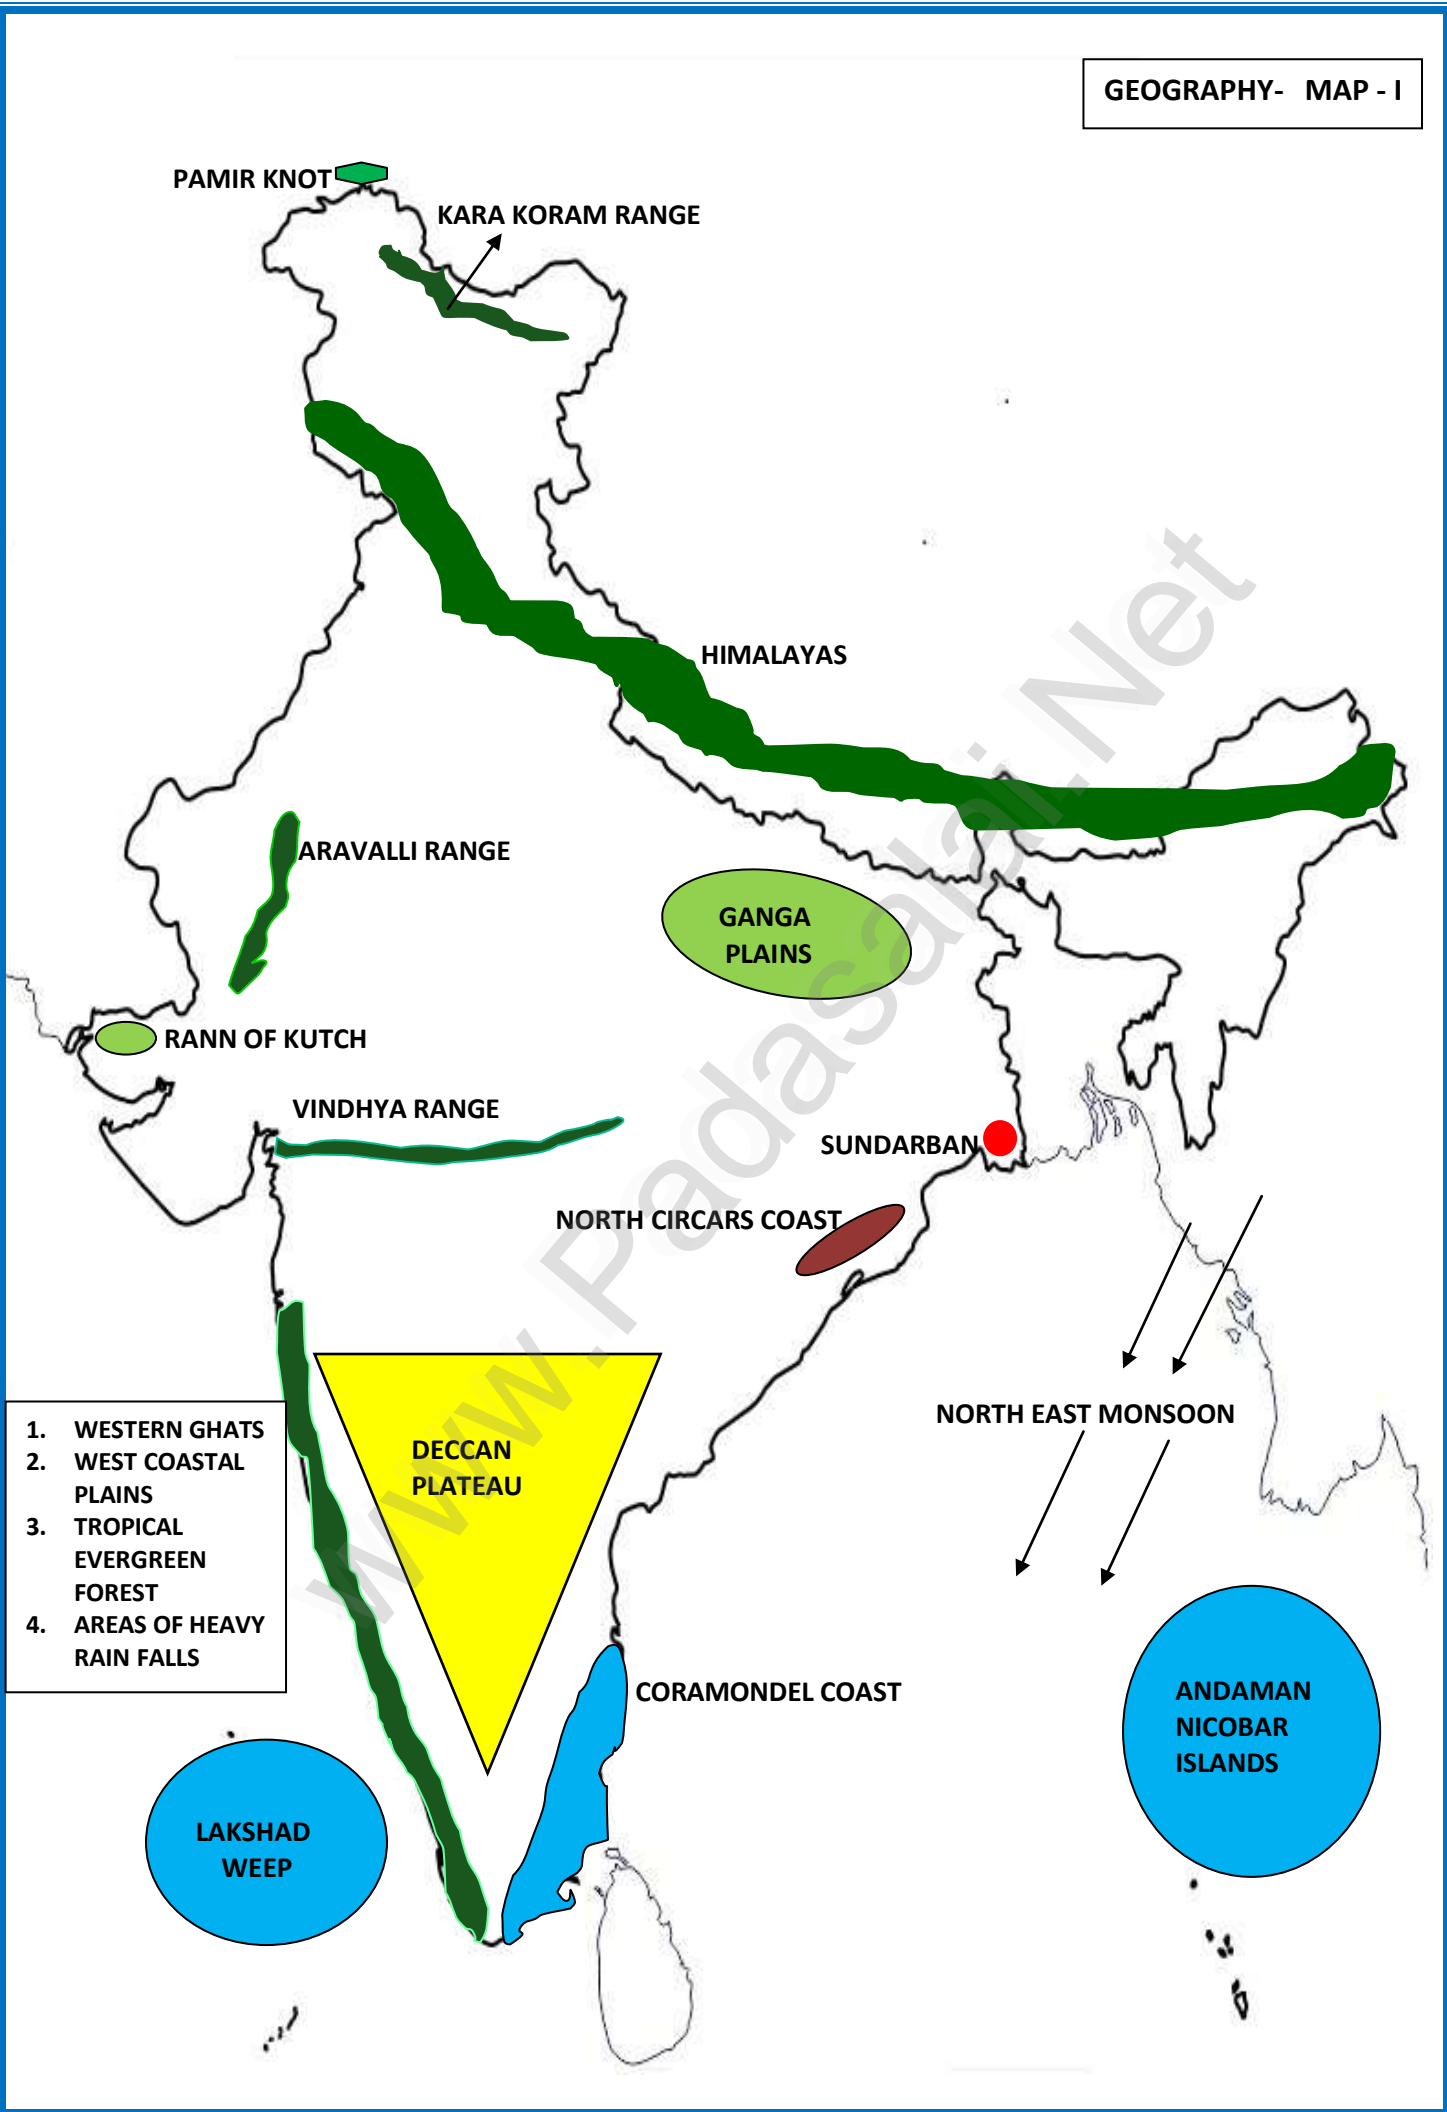 GEOGRAPHY- MAP - I
PAMIR KNOT
KARA KORAM RANGE
HIMALAYAS
ARAVALLI RANGE
GANGA
PLAINS
RANN OF KUTCH
VINDHYA RANGE
SUNDARBAN
NORTH CIRCARS COAST
NORTH EAST MONSOON
DECCAN
PLATEAU
1. WESTERN GHATS
2. WEST COASTAL
PLAINS
3. TROPICAL
EVERGREEN
FOREST
4. AREAS OF HEAVY
RAIN FALLS
CORAMONDEL COAST
ANDAMAN
NICOBAR
ISLANDS
LAKSHAD
WEEP
www.Padasalai.Net